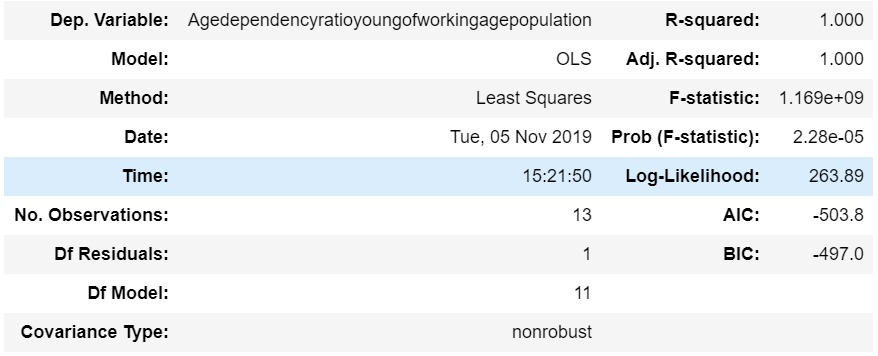 Dep. Variable: Agedependencyratioyoungofworkingagepopulation R-squared: 1.000
Model: OLS Adj. R-squared: 1.000
Method: Least Squares F-statistic: 1.169e+09
Date: Tue, 05 Nov 2019 Prob (F-statistic): 2.28e-05
Time: 15:21:50 Log-Likelihood: 263.89
No. Observations: 13 AIC: -503.8
Df Residuals: 1 BIC: -497.0
Df Model: 11
Covariance Type: nonrobust